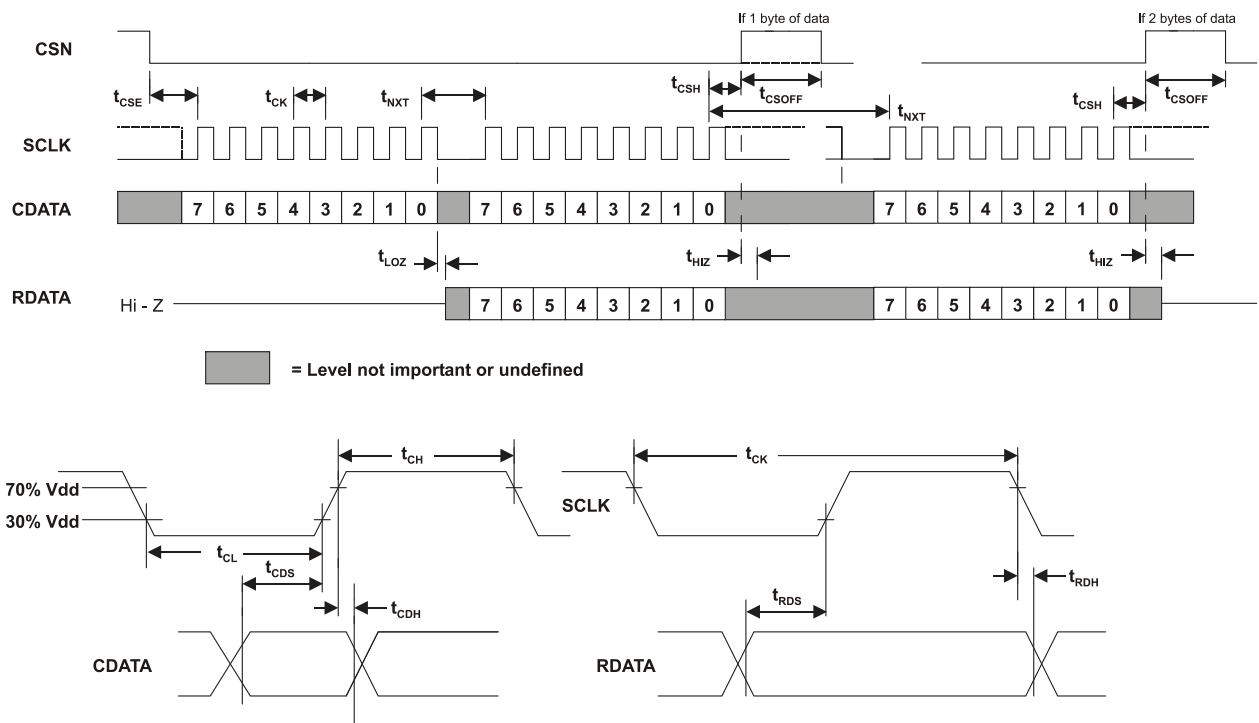 If 1 byte of data
If 2 bytes of data
CSN
tCSE
tCK
tNXT
tCSH
tCSOFF
tNXT
tCSH
tCSOFF
SCLK
CDATA
7 6 5 4 3 2 1 0
7 6 5 4 3 2 1 0
7 6 5 4 3 2 1 0
tLOZ
tHIZ
tHIZ
RDATA
Hi - Z
7 6 5 4 3 2 1 0
7 6 5 4 3 2 1 0
= Level not important or undefined
tCH
tCK
70% Vdd
30% Vdd
SCLK
tCL
tCDS
tCDH
tRDS
tRDH
CDATA
RDATA